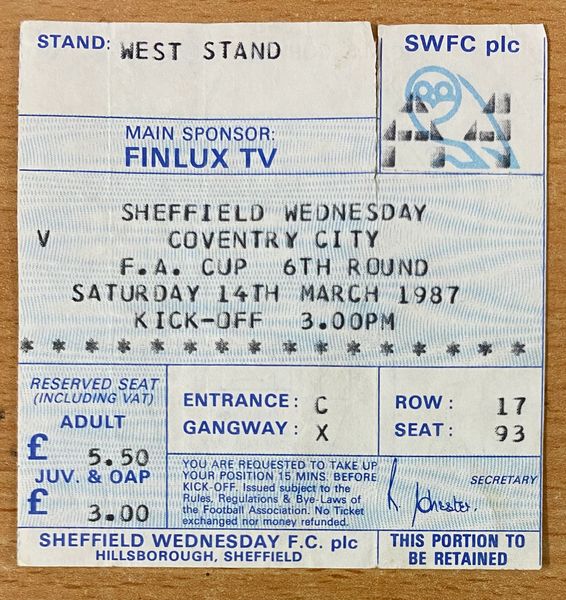 STAND: WEST STAND
SWFC plc
MAIN SPONSOR:
FINLUX TV
SHEFFIELD WEDNESDAY
V COVENTRY CITY
F.A. CUP 6TH ROUND
SATURDAY 14TH MARCH 1987
KICK-OFF 3.00PM
* * * * * * * * * * * * * * * * *
RESERVED SEAT
(INCLUDING VAT)
ADULT
£ 5.50
JUV. & OAP
£ 3.00
ENTRANCE: C
GANGWAY: X
ROW: 17
SEAT: 93
YOU ARE REQUESTED TO TAKE UP
YOUR POSITION 15 MINS. BEFORE
KICK-OFF. Issued subject to the
Rules, Regulations & Bye-Laws of
the Football Association. No Ticket
exchanged nor money refunded.
SECRETARY
SHEFFIELD WEDNESDAY F.C. plc
HILLSBOROUGH, SHEFFIELD
THIS PORTION TO
BE RETAINED